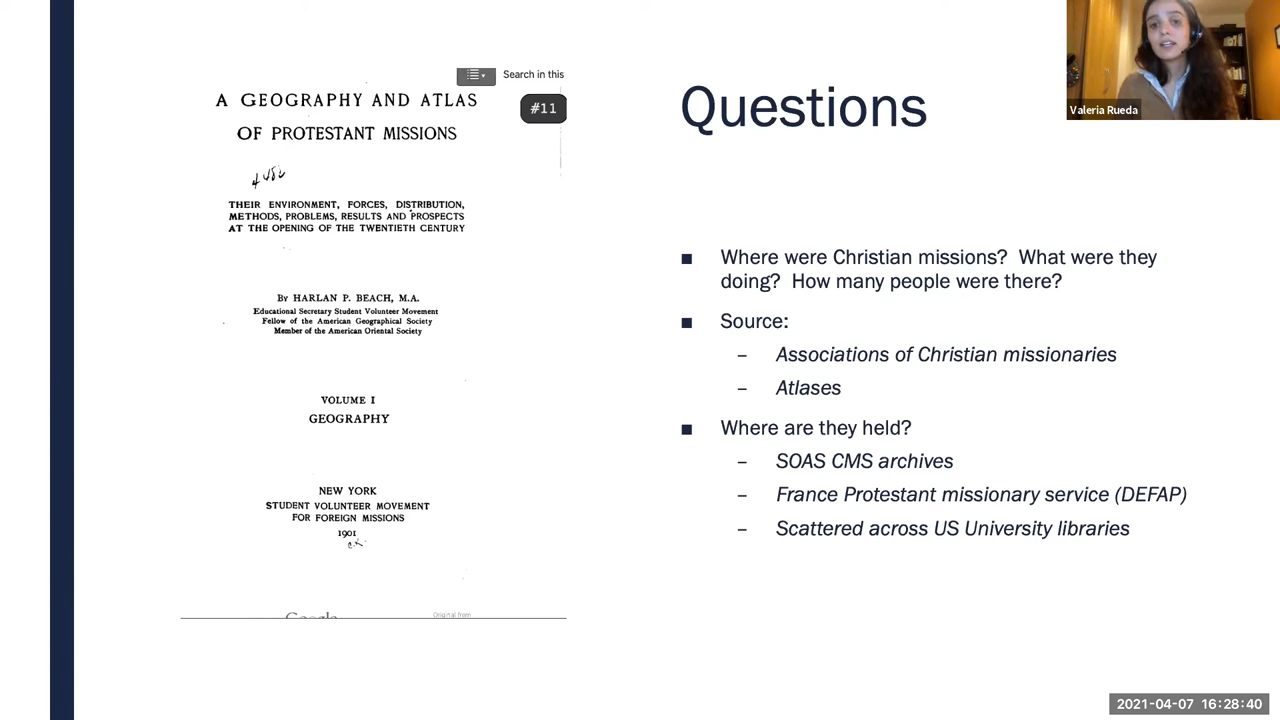 Search in this
#11
A GEOGRAPHY AND ATLAS
OF PROTESTANT MISSIONS
THEIR ENVIRONMENT, FORCES, DISTRIBUTION,
METHODS, PROBLEMS, RESULTS AND PROSPECTS
AT THE OPENING OF THE TWENTIETH CENTURY
By HARLAN P. BEACH, M.A.
Educational Secretary Student Volunteer Movement
Fellow of the American Geographical Society
Member of the American Oriental Society
VOLUME I
GEOGRAPHY
NEW YORK
STUDENT VOLUNTEER MOVEMENT
FOR FOREIGN MISSIONS
1901
Original from
Questions
■ Where were Christian missions? What were they
doing? How many people were there?
■ Source:
– Associations of Christian missionaries
– Atlases
■ Where are they held?
– SOAS CMS archives
– France Protestant missionary service (DEFAP)
– Scattered across US University libraries
Valeria Rueda
2021-04-07 16:28:40